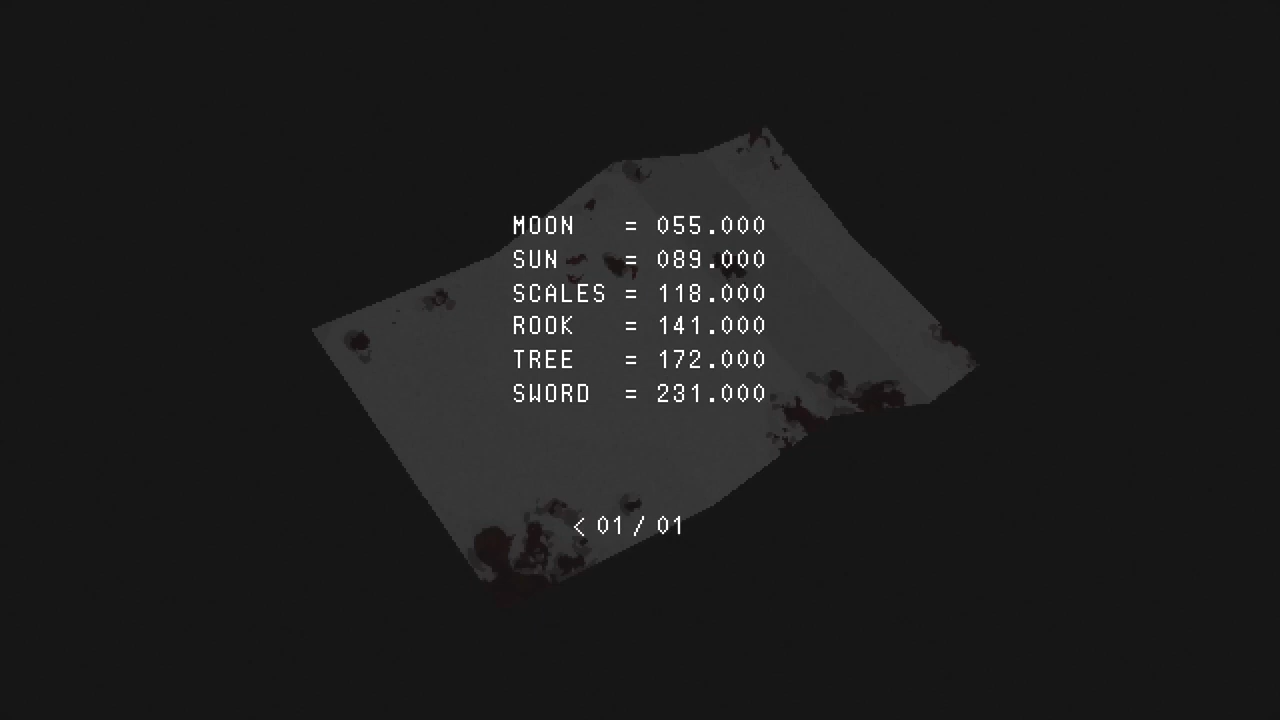 MOON = 055.000
SUN = 089.000
SCALES = 118.000
ROOK = 141.000
TREE = 172.000
SWORD = 231.000
< 01 / 01